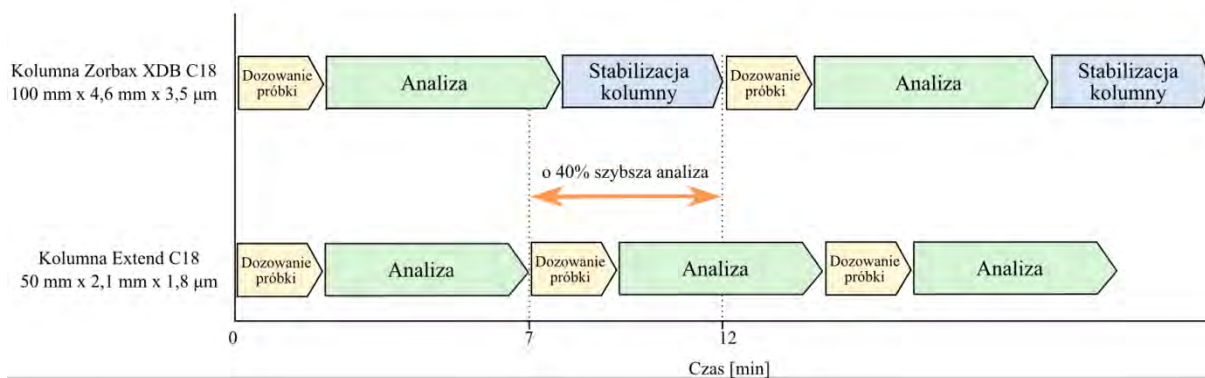 Kolumna Zorbax XDB C18
100 mm x 4,6 mm x 3,5 μm
Dozowanie
próbki
Analiza
Stabilizacja
kolumny
Dozowanie
próbki
Analiza
Stabilizacja
kolumny
o 40% szybsza analiza
Kolumna Extend C18
50 mm x 2,1 mm x 1,8 μm
Dozowanie
próbki
Analiza
Dozowanie
próbki
Analiza
Dozowanie
próbki
Analiza
0
7
12
Czas [min]